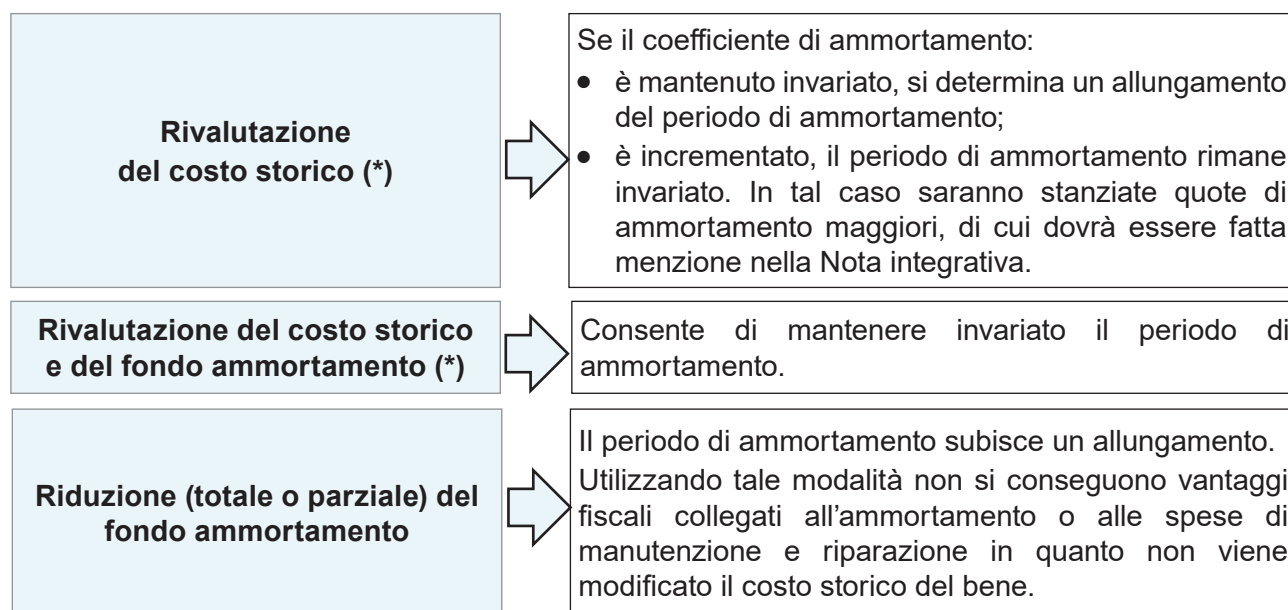 Rivalutazione
del costo storico (*)
Se il coefficiente di ammortamento:
● è mantenuto invariato, si determina un allungamento
del periodo di ammortamento;
● è incrementato, il periodo di ammortamento rimane
invariato. In tal caso saranno stanziate quote di
ammortamento maggiori, di cui dovrà essere fatta
menzione nella Nota integrativa.
Rivalutazione del costo storico
e del fondo ammortamento (*)
Consente di mantenere invariato il periodo di
ammortamento.
Riduzione (totale o parziale) del
fondo ammortamento
Il periodo di ammortamento subisce un allungamento.
Utilizzando tale modalità non si conseguono vantaggi
fiscali collegati all’ammortamento o alle spese di
manutenzione e riparazione in quanto non viene
modificato il costo storico del bene.